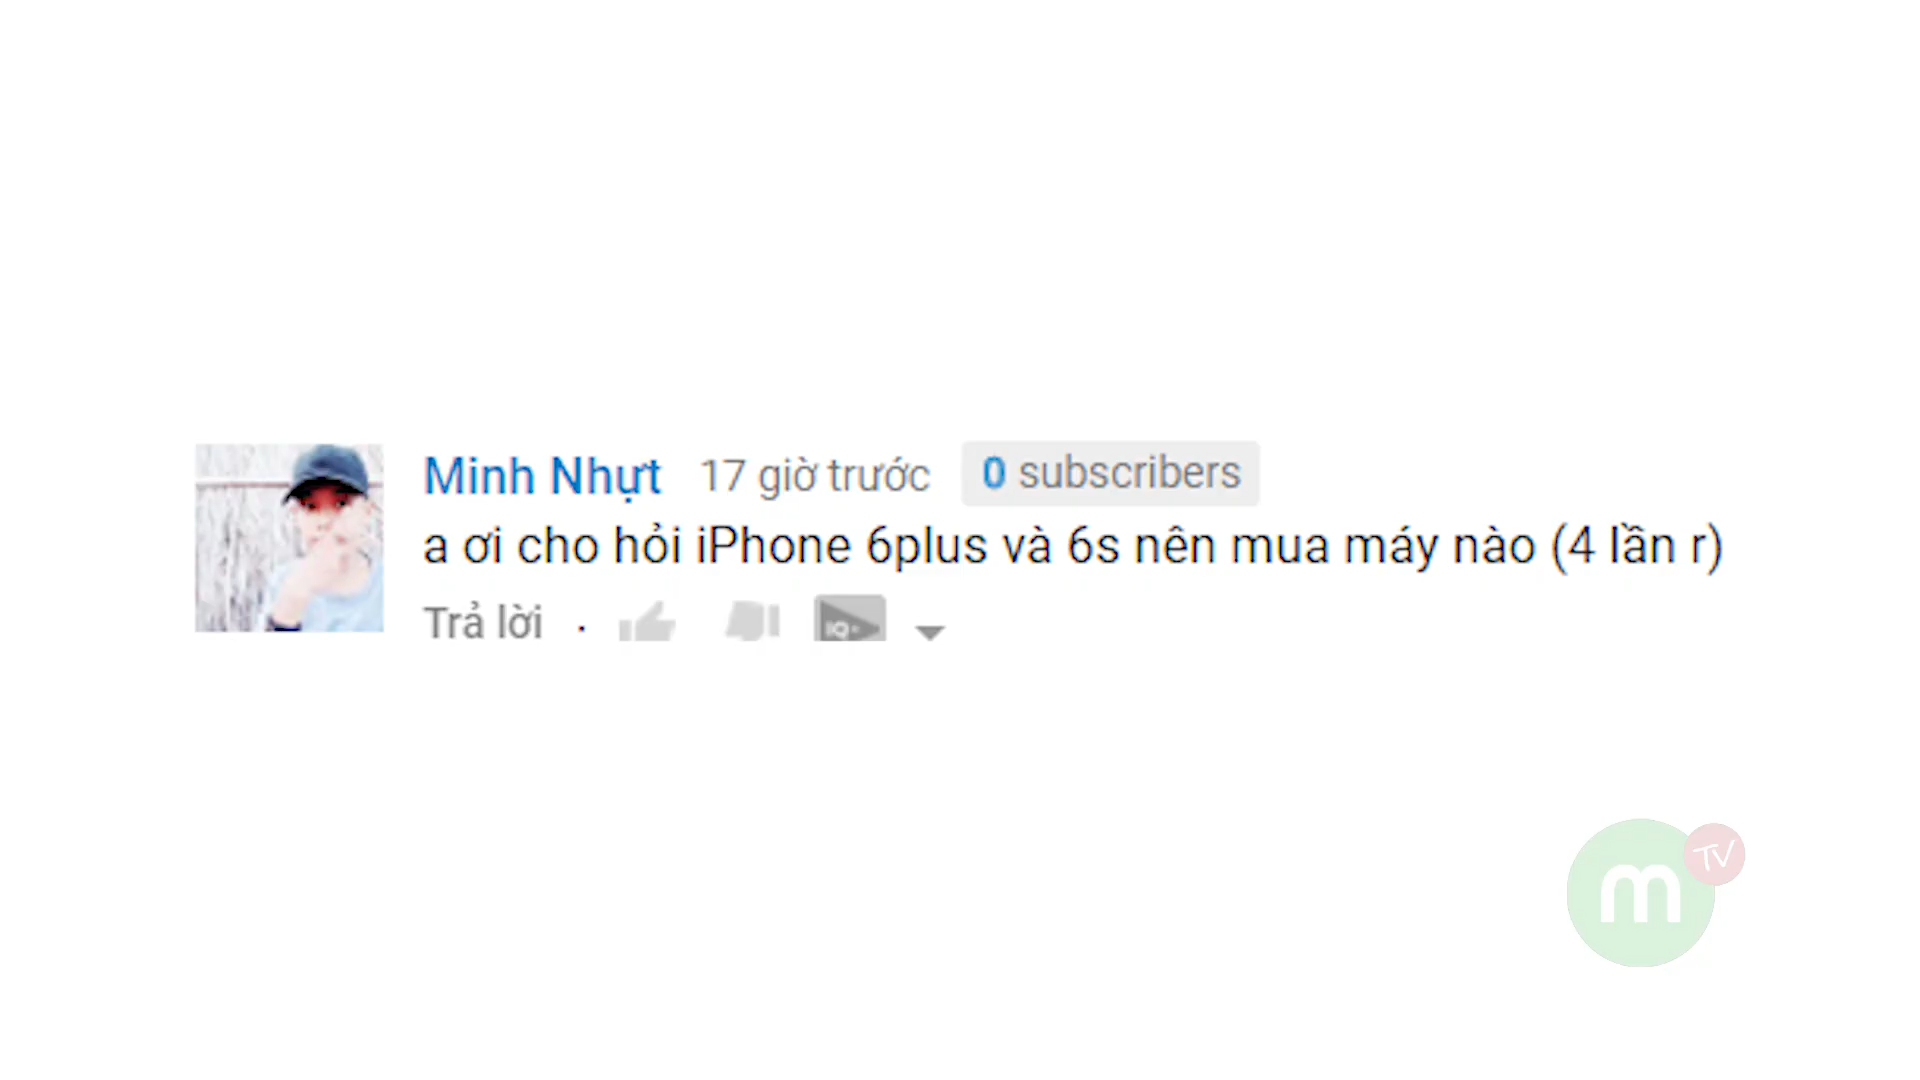 Minh Nhựt 17 giờ trước 0 subscribers
a ơi cho hỏi iPhone 6plus và 6s nên mua máy nào (4 lần r)
Trả lời ·
IQ
m TV